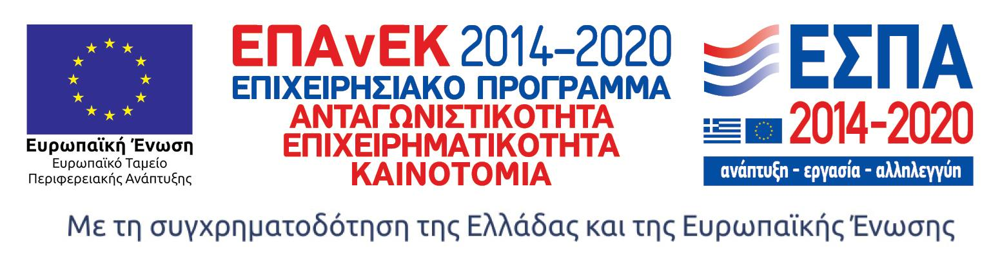 Ευρωπαϊκή Ένωση
Ευρωπαϊκό Ταμείο
Περιφερειακής Ανάπτυξης
ΕΠΑνΕΚ 2014–2020
ΕΠΙΧΕΙΡΗΣΙΑΚΟ ΠΡΟΓΡΑΜΜΑ
ΑΝΤΑΓΩΝΙΣΤΙΚΟΤΗΤΑ
ΕΠΙΧΕΙΡΗΜΑΤΙΚΟΤΗΤΑ
ΚΑΙΝΟΤΟΜΙΑ
ΕΣΠΑ
2014-2020
ανάπτυξη - εργασία - αλληλεγγύη
Με τη συγχρηματοδότηση της Ελλάδας και της Ευρωπαϊκής Ένωσης